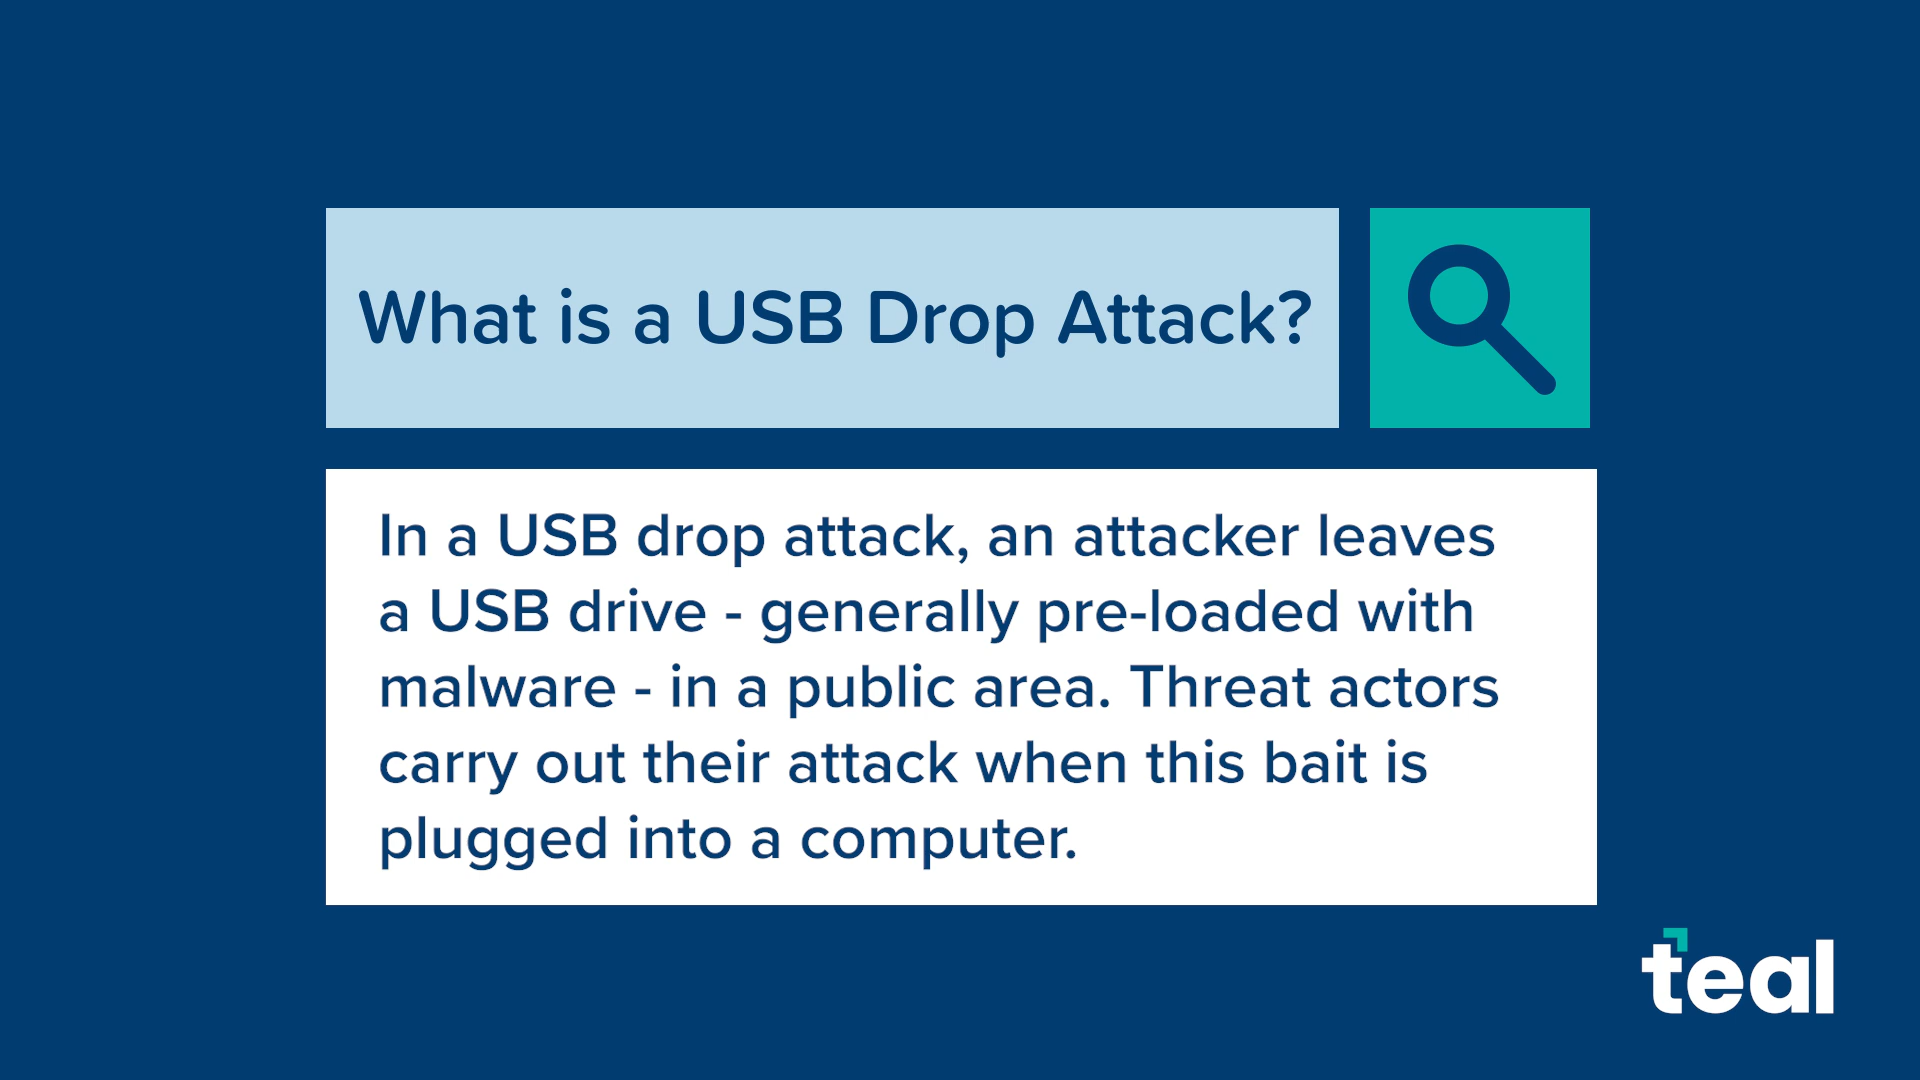 What is a USB Drop Attack?
In a USB drop attack, an attacker leaves
a USB drive - generally pre-loaded with
malware - in a public area. Threat actors
carry out their attack when this bait is
plugged into a computer.
teal